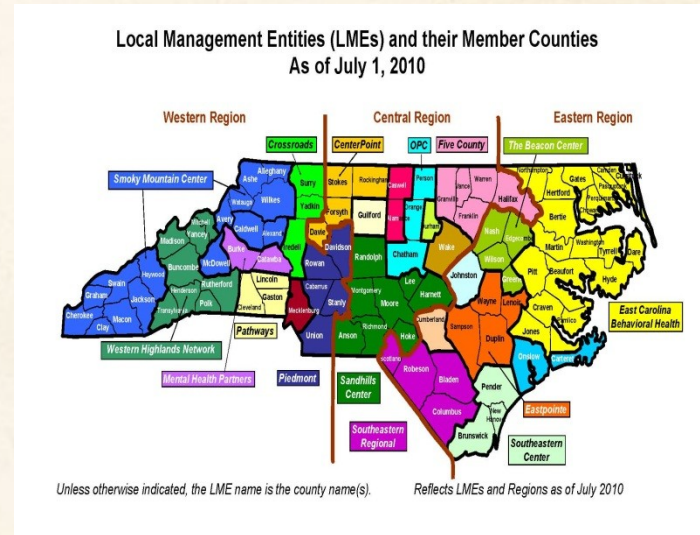 Local Management Entities (LMEs) and their Member Counties
As of July 1, 2010
Western Region
Central Region
Eastern Region
Crossroads
CenterPoint
OPC
Five County
The Beacon Center
Smoky Mountain Center
Alleghany
Ashe
Surry
Stokes
Rockingham
Caswell
Person
Vance
Warren
Granville
Northampton
Gates
Camden
Hertford
Halifax
Watauga
Wilkes
Yadkin
Forsyth
Guilford
Orange
Franklin
Bertie
Avery
Mitchell
Yancey
Caldwell
Alexander
Davie
Iredell
Davidson
Durham
Nash
Edgecombe
Martin
Washington
Tyrrell
Dare
Madison
Burke
Catawba
Rowan
Randolph
Chatham
Wake
Wilson
Pitt
Beaufort
Hyde
Buncombe
McDowell
Haywood
Swain
Lincoln
Cabarrus
Lee
Johnston
Greene
Graham
Jackson
Henderson
Rutherford
Polk
Cleveland
Gaston
Mecklenburg
Stanly
Montgomery
Moore
Harnett
Wayne
Lenoir
Craven
Pamlico
Cherokee
Macon
Clay
Transylvania
Union
Anson
Richmond
Hoke
Cumberland
Sampson
Duplin
Jones
Onslow
Carteret
East Carolina
Behavioral Health
Western Highlands Network
Pathways
Mental Health Partners
Piedmont
Sandhills
Center
Scotland
Robeson
Bladen
Pender
Columbus
New
Brunswick
Eastpointe
Southeastern
Regional
Southeastern
Center
Unless otherwise indicated, the LME name is the county name(s).
Reflects LMEs and Regions as of July 2010